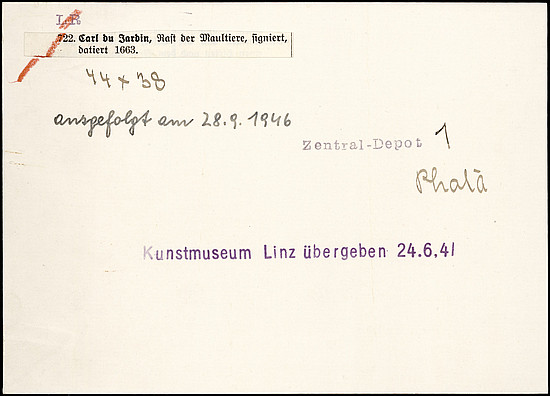 L.R.
722. Carl du Jardin, Rast der Maultiere, signiert,
datiert 1663.
44 x 38
ausgefolgt am 28.9.1946
Zentral-Depot 1
Kunstmuseum Linz übergeben 24.6.41